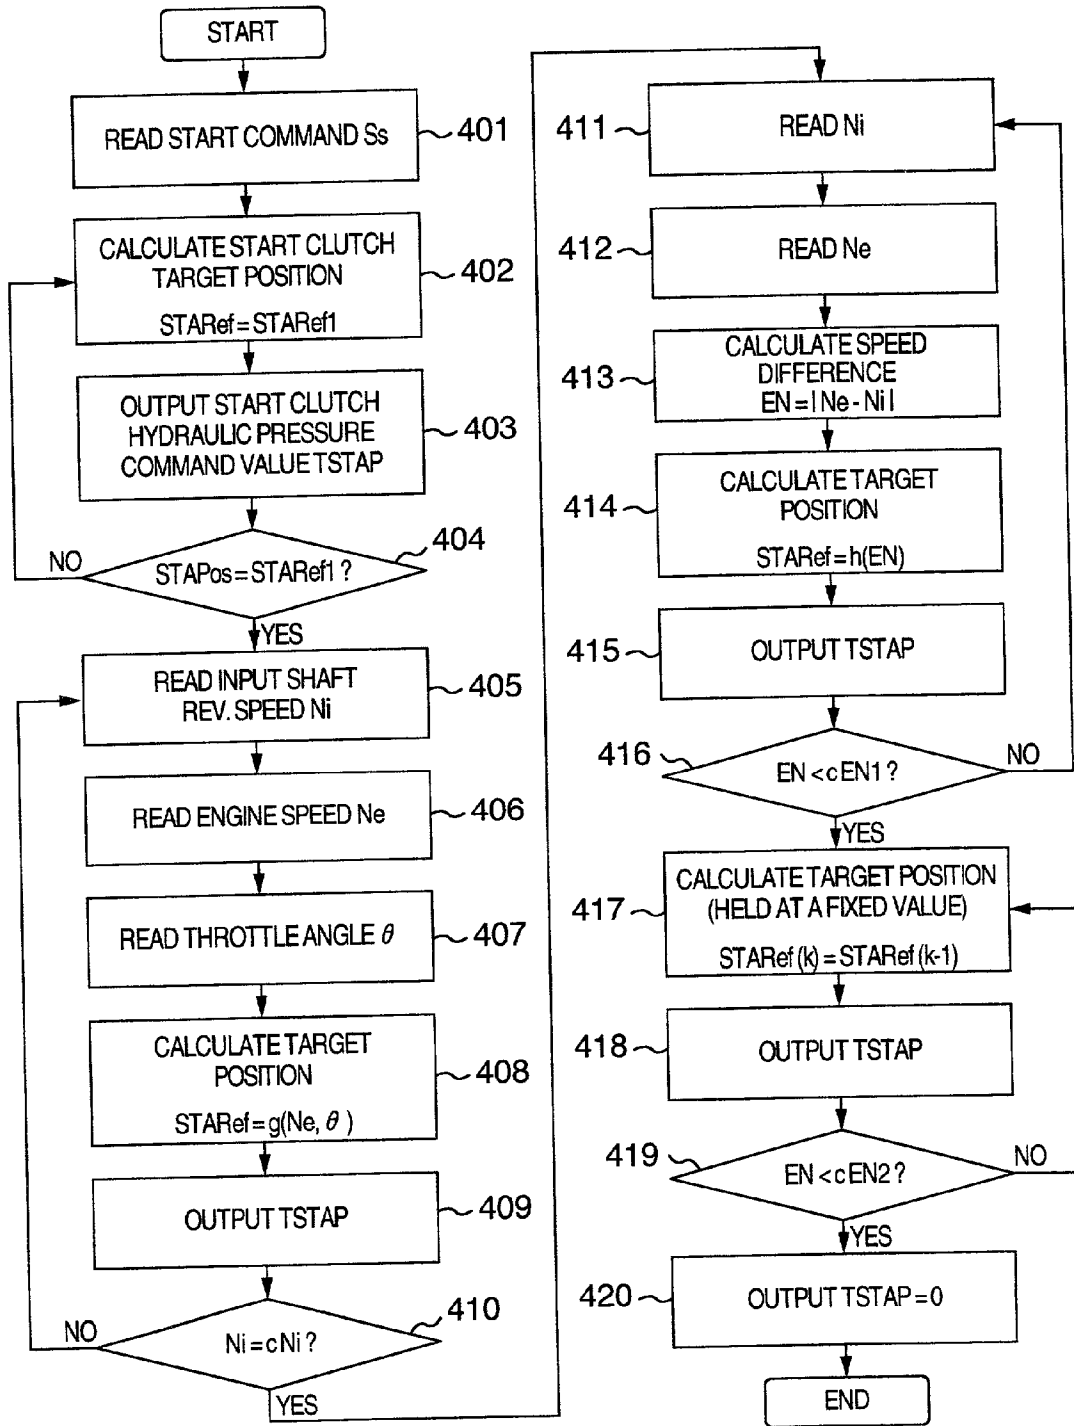 START
READ START COMMAND Ss
401
CALCULATE START CLUTCH
TARGET POSITION
STARef = STARef1
402
OUTPUT START CLUTCH
HYDRAULIC PRESSURE
COMMAND VALUE TSTAP
403
STAPos = STARef1 ?
404
NO
YES
READ INPUT SHAFT
REV. SPEED Ni
405
READ ENGINE SPEED Ne
406
READ THROTTLE ANGLE θ
407
CALCULATE TARGET
POSITION
STARef = g(Ne, θ )
408
OUTPUT TSTAP
409
Ni = cNi ?
410
NO
YES
411
READ Ni
412
READ Ne
413
CALCULATE SPEED
DIFFERENCE
EN = | Ne - Ni |
414
CALCULATE TARGET
POSITION
STARef = h(EN)
415
OUTPUT TSTAP
416
EN < cEN1 ?
NO
YES
417
CALCULATE TARGET POSITION
(HELD AT A FIXED VALUE)
STARef (k) = STARef (k-1)
418
OUTPUT TSTAP
419
EN < cEN2 ?
NO
YES
420
OUTPUT TSTAP = 0
END